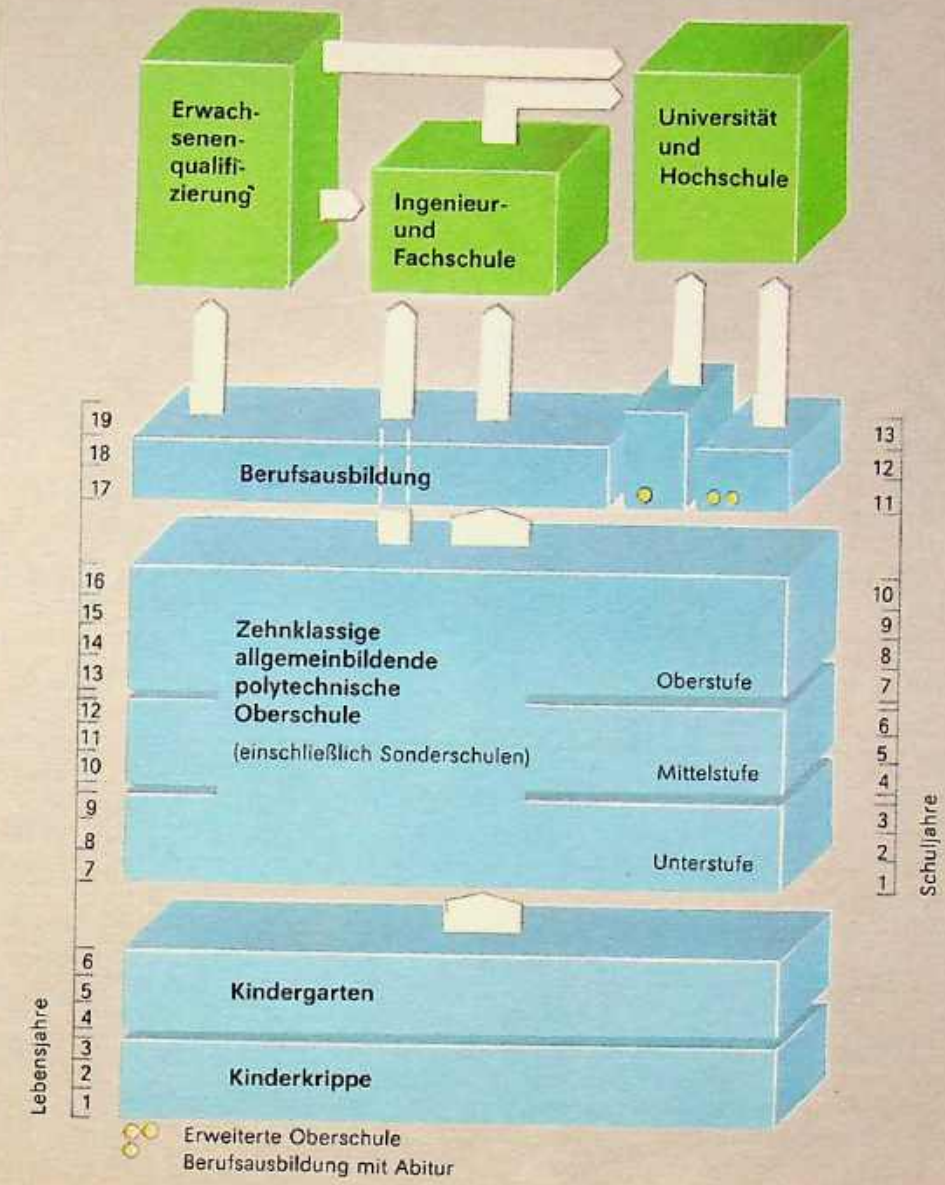 Erwach-
senen-
qualifi-
zierung
Ingenieur-
und
Fachschule
Universität
und
Hochschule
19
18
17
Berufsausbildung
13
12
11
16
15
14
13
12
11
10
9
8
7
Zehnklassige
allgemeinbildende
polytechnische
Oberschule
(einschließlich Sonderschulen)
Oberstufe
Mittelstufe
Unterstufe
10
9
8
7
6
5
4
3
2
1
Schuljahre
6
5
4
3
2
1
Lebensjahre
Kindergarten
Kinderkrippe
Erweiterte Oberschule
Berufsausbildung mit Abitur